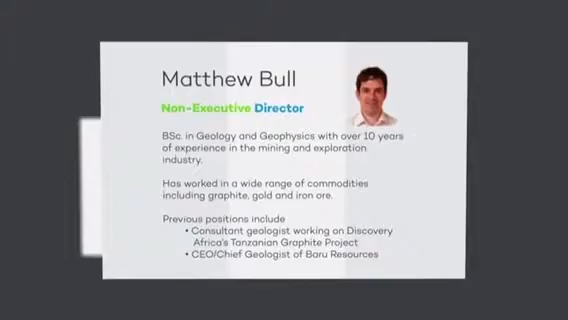 Matthew Bull
Non-Executive Director
BSc. in Geology and Geophysics with over 10 years
of experience in the mining and exploration
industry.
Has worked in a wide range of commodities
including graphite, gold and iron ore.
Previous positions include
• Consultant geologist working on Discovery
Africa's Tanzanian Graphite Project
• CEO/Chief Geologist of Baru Resources